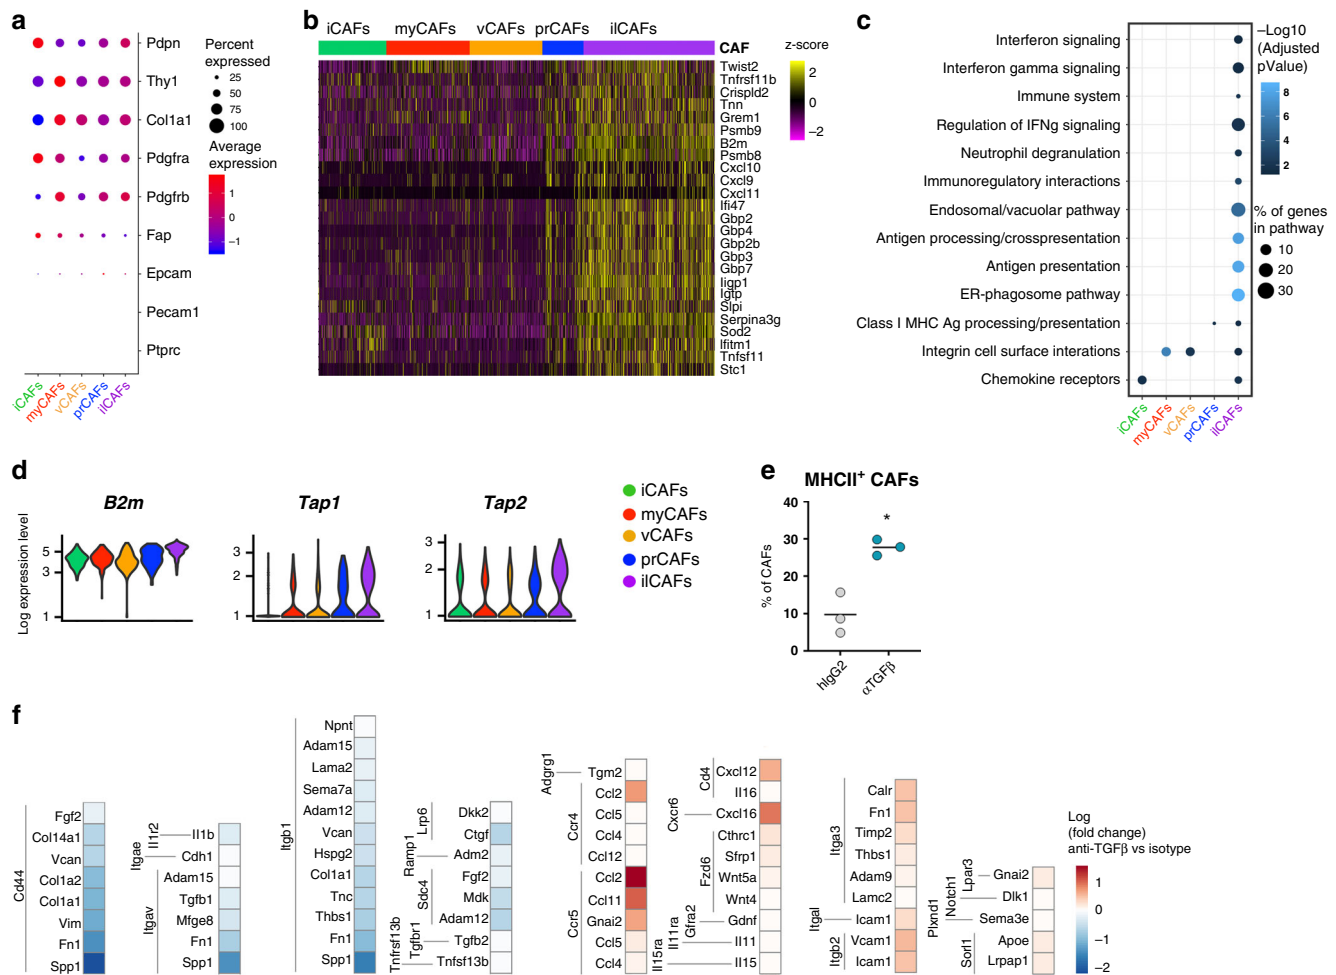 a
Pdpn
Thy1
Col1a1
Pdgfra
Pdgfrb
Fap
Epcam
Pecam1
Ptprc
iCAFs
myCAFs
vCAFs
prCAFs
ilCAFs
Percent
expressed
25
50
75
100
Average
expression
1
0
−1
b
iCAFs
myCAFs
vCAFs
prCAFs
ilCAFs
CAF
Twist2
Tnfrsf11b
Crispld2
Tnn
Grem1
Psmb9
B2m
Psmb8
Cxcl10
Cxcl9
Cxcl11
Ifi47
Gbp2
Gbp4
Gbp2b
Gbp3
Gbp7
Iigp1
Igtp
Slpi
Serpina3g
Sod2
Ifitm1
Tnfsf11
Stc1
z-score
2
0
−2
c
Interferon signaling
Interferon gamma signaling
Immune system
Regulation of IFNg signaling
Neutrophil degranulation
Immunoregulatory interactions
Endosomal/vacuolar pathway
Antigen processing/crosspresentation
Antigen presentation
ER-phagosome pathway
Class I MHC Ag processing/presentation
Integrin cell surface interations
Chemokine receptors
iCAFs
myCAFs
vCAFs
prCAFs
ilCAFs
−Log10
(Adjusted
pValue)
8
6
4
2
% of genes
in pathway
10
20
30
d
Log expression level
B2m
5
3
1
Tap1
3
2
1
Tap2
3
2
1
iCAFs
myCAFs
vCAFs
prCAFs
ilCAFs
e
MHCII+ CAFs
% of CAFs
40
30
20
10
0
*
hIgG2
αTGFβ
f
Cd44
Fgf2
Col14a1
Vcan
Col1a2
Col1a1
Vim
Fn1
Spp1
Il1r2
Il1b
Itgae
Cdh1
Itgav
Adam15
Tgfb1
Mfge8
Fn1
Spp1
Itgb1
Npnt
Adam15
Lama2
Sema7a
Adam12
Vcan
Hspg2
Col1a1
Tnc
Thbs1
Fn1
Spp1
Lrp6
Dkk2
Ctgf
Ramp1
Adm2
Sdc4
Fgf2
Mdk
Adam12
Tgfbr1
Tgfb2
Tnfrsf13b
Tnfsf13b
Adgrg1
Tgm2
Ccr4
Ccl2
Ccl5
Ccl4
Ccl12
Ccr5
Ccl2
Ccl11
Gnai2
Ccl5
Ccl4
Cd4
Cxcl12
Il16
Cxcr6
Cxcl16
Fzd6
Cthrc1
Sfrp1
Wnt5a
Wnt4
Gfra2
Gdnf
Il11ra
Il11
Il15ra
Il15
Itga3
Calr
Fn1
Timp2
Thbs1
Adam9
Lamc2
Itgal
Icam1
Itgb2
Vcam1
Icam1
Lpar3
Gnai2
Notch1
Dlk1
Plxnd1
Sema3e
Sorl1
Apoe
Lrpap1
Log
(fold change)
anti-TGFβ vs isotype
1
0
−1
−2